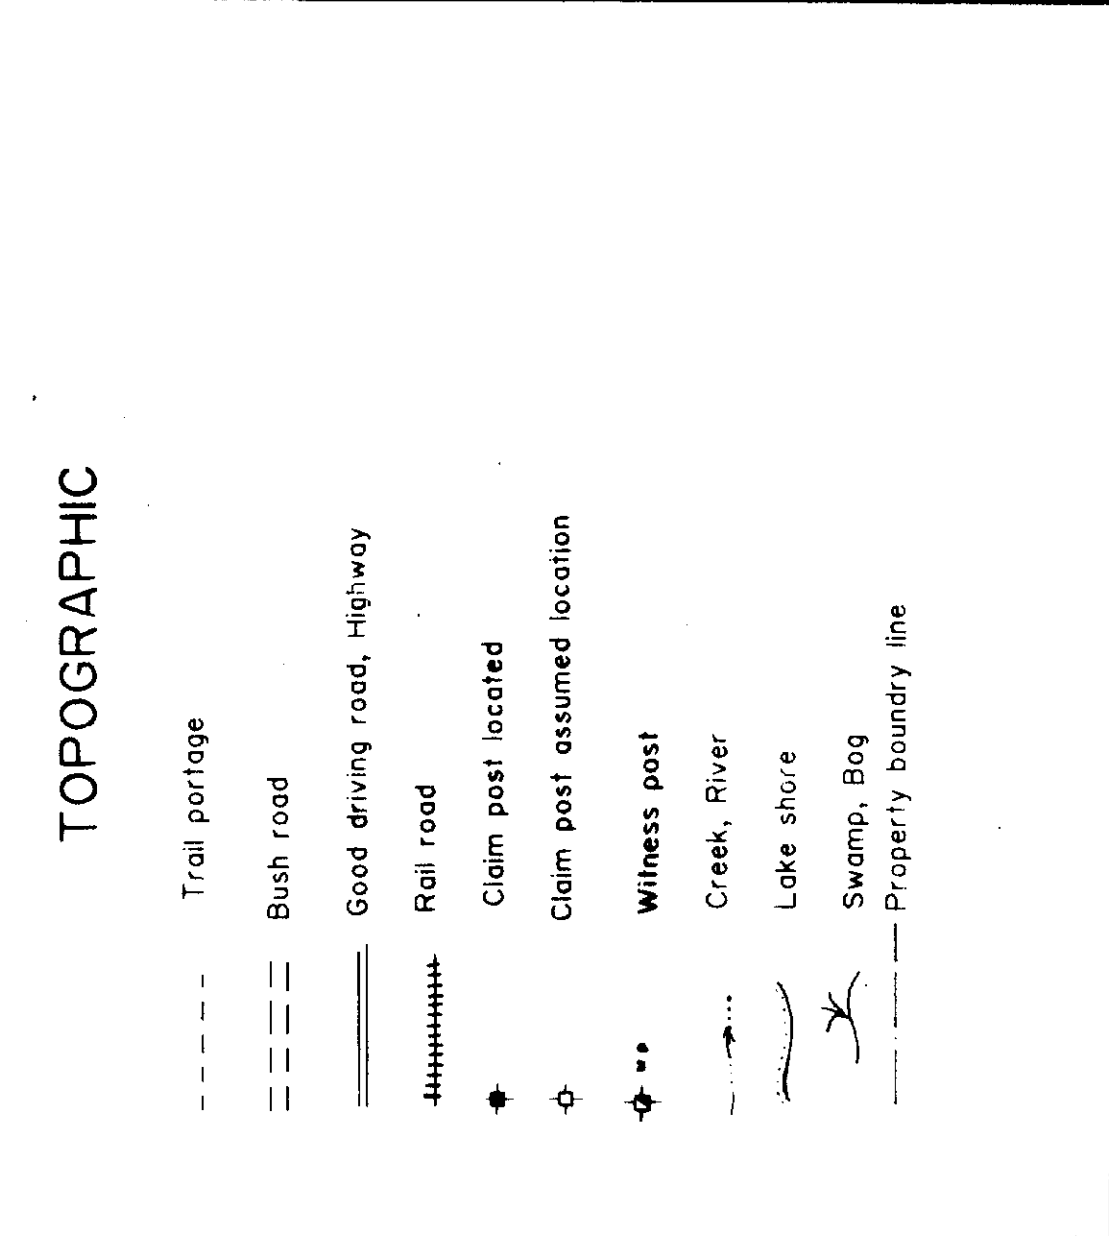 TOPOGRAPHIC
Trail portage
Bush road
Good driving road, Highway
Rail road
Claim post located
Claim post assumed location
Witness post
Creek, River
Lake shore
Swamp, Bog
Property boundry line